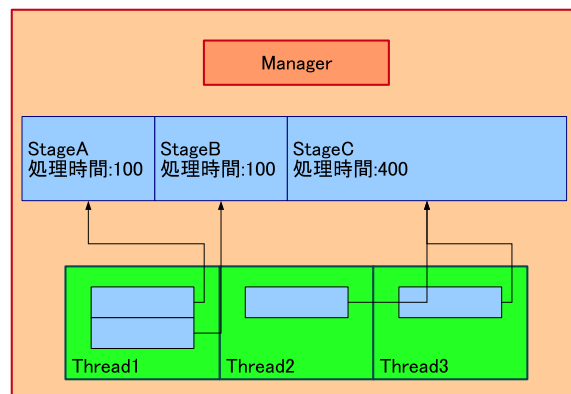 Manager
StageA
処理時間:100
StageB
処理時間:100
StageC
処理時間:400
Thread1
Thread2
Thread3